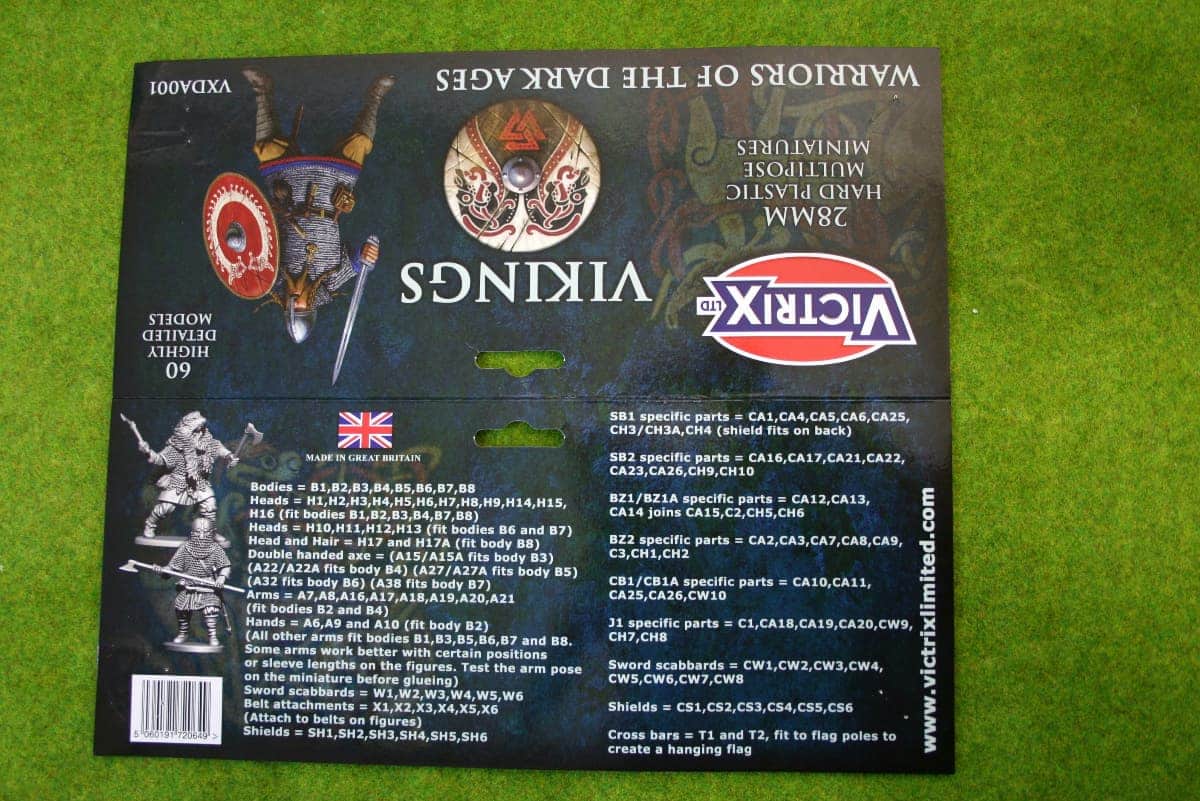 WARRIORS OF THE DARK AGES
VXDA001
28MM
HARD PLASTIC
MULTIPOSE
MINIATURES
VICTRIX LTD
VIKINGS
60
HIGHLY
DETAILED
MODELS
MADE IN GREAT BRITAIN
Bodies = B1,B2,B3,B4,B5,B6,B7,B8
Heads = H1,H2,H3,H4,H5,H6,H7,H8,H9,H14,H15,
H16 (fit bodies B1,B2,B3,B4,B7,B8)
Heads = H10,H11,H12,H13 (fit bodies B6 and B7)
Head and Hair = H17 and H17A (fit body B8)
Double handed axe = (A15/A15A fits body B3)
(A22/A22A fits body B4) (A27/A27A fits body B5)
(A32 fits body B6) (A38 fits body B7)
Arms = A7,A8,A16,A17,A18,A19,A20,A21
(fit bodies B2 and B4)
Hands = A6,A9 and A10 (fit body B2)
(All other arms fit bodies B1,B3,B5,B6,B7 and B8.
Some arms work better with certain positions
or sleeve lengths on the figures. Test the arm pose
on the miniature before glueing)
Sword scabbards = W1,W2,W3,W4,W5,W6
Belt attachments = X1,X2,X3,X4,X5,X6
(Attach to belts on figures)
Shields = SH1,SH2,SH3,SH4,SH5,SH6
5 060191 720649 >
SB1 specific parts = CA1,CA4,CA5,CA6,CA25,
CH3/CH3A,CH4 (shield fits on back)
SB2 specific parts = CA16,CA17,CA21,CA22,
CA23,CA26,CH9,CH10
BZ1/BZ1A specific parts = CA12,CA13,
CA14 joins CA15,C2,CH5,CH6
BZ2 specific parts = CA2,CA3,CA7,CA8,CA9,
C3,CH1,CH2
CB1/CB1A specific parts = CA10,CA11,
CA25,CA26,CW10
J1 specific parts = C1,CA18,CA19,CA20,CW9,
CH7,CH8
Sword scabbards = CW1,CW2,CW3,CW4,
CW5,CW6,CW7,CW8
Shields = CS1,CS2,CS3,CS4,CS5,CS6
Cross bars = T1 and T2, fit to flag poles to
create a hanging flag
www.victrixlimited.com